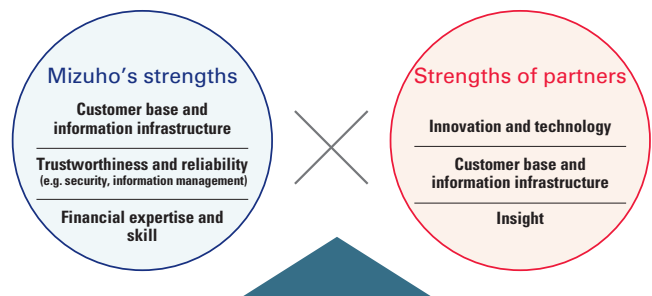 Mizuho's strengths
Customer base and
information infrastructure
Trustworthiness and reliability
(e.g. security, information management)
Financial expertise and
skill
Strengths of partners
Innovation and technology
Customer base and
information infrastructure
Insight